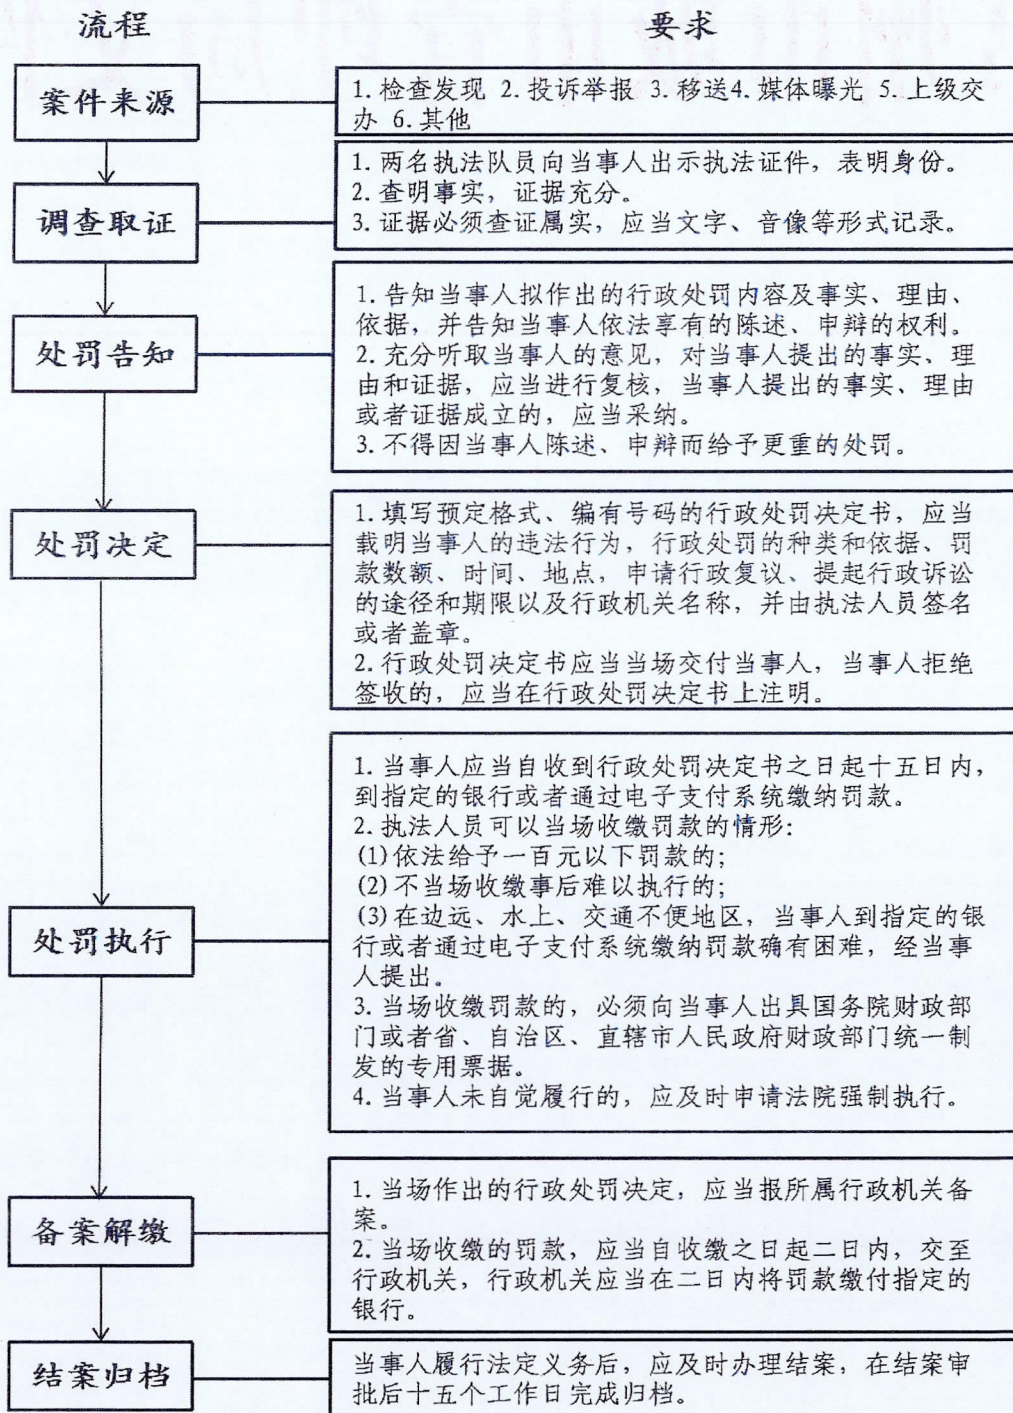 流程
要求
案件来源
1.检查发现 2.投诉举报 3.移送4.媒体曝光 5.上级交
办 6.其他
调查取证
1.两名执法队员向当事人出示执法证件，表明身份。
2.查明事实，证据充分。
3.证据必须查证属实，应当文字、音像等形式记录。
处罚告知
1.告知当事人拟作出的行政处罚内容及事实、理由、
依据，并告知当事人依法享有的陈述、申辩的权利。
2.充分听取当事人的意见，对当事人提出的事实、理
由和证据，应当进行复核，当事人提出的事实、理由
或者证据成立的，应当采纳。
3.不得因当事人陈述、申辩而给予更重的处罚。
处罚决定
1.填写预定格式、编有号码的行政处罚决定书，应当
载明当事人的违法行为，行政处罚的种类和依据、罚
款数额、时间、地点，申请行政复议、提起行政诉讼
的途径和期限以及行政机关名称，并由执法人员签名
或者盖章。
2.行政处罚决定书应当当场交付当事人，当事人拒绝
签收的，应当在行政处罚决定书上注明。
处罚执行
1.当事人应当自收到行政处罚决定书之日起十五日内，
到指定的银行或者通过电子支付系统缴纳罚款。
2.执法人员可以当场收缴罚款的情形：
(1)依法给予一百元以下罚款的；
(2)不当场收缴事后难以执行的；
(3)在边远、水上、交通不便地区，当事人到指定的银
行或者通过电子支付系统缴纳罚款确有困难，经当事
人提出。
3.当场收缴罚款的，必须向当事人出具国务院财政部
门或者省、自治区、直辖市人民政府财政部门统一制
发的专用票据。
4.当事人未自觉履行的，应及时申请法院强制执行。
备案解缴
1.当场作出的行政处罚决定，应当报所属行政机关备
案。
2.当场收缴的罚款，应当自收缴之日起二日内，交至
行政机关，行政机关应当在二日内将罚款缴付指定的
银行。
结案归档
当事人履行法定义务后，应及时办理结案，在结案审
批后十五个工作日完成归档。